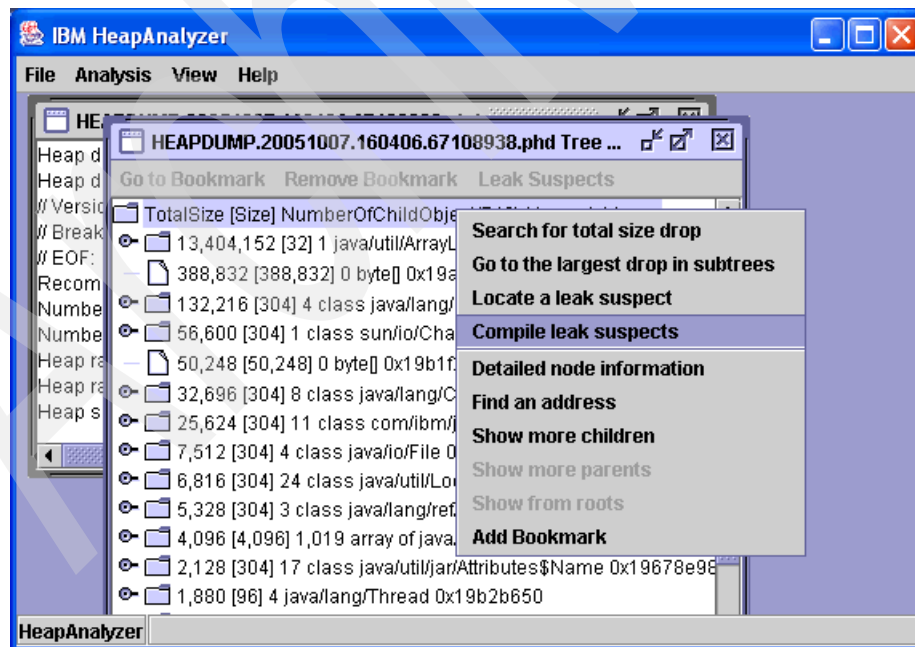 IBM HeapAnalyzer
File Analysis View Help
HEAPDUMP.20051007.160406.67108938.phd Tree ...
Go to Bookmark Remove Bookmark Leak Suspects
Heap d
Heap d
// Versio
// Break
// EOF:
Recom
Numbe
Numbe
Heap ra
Heap ra
Heap s
TotalSize [Size]
13,404,152 [32] 1 java/util/ArrayL
388,832 [388,832] 0 byte[] 0x19a
132,216 [304] 4 class java/lang/
56,600 [304] 1 class sun/io/Cha
50,248 [50,248] 0 byte[] 0x19b1f
32,696 [304] 8 class java/lang/C
25,624 [304] 11 class com/ibm/j
7,512 [304] 4 class java/io/File 0
6,816 [304] 24 class java/util/Lo
5,328 [304] 3 class java/lang/ref
4,096 [4,096] 1,019 array of java
2,128 [304] 17 class java/util/jar/Attributes$Name 0x19678e98
1,880 [96] 4 java/lang/Thread 0x19b2b650
Search for total size drop
Go to the largest drop in subtrees
Locate a leak suspect
Compile leak suspects
Detailed node information
Find an address
Show more children
Show more parents
Show from roots
Add Bookmark
HeapAnalyzer